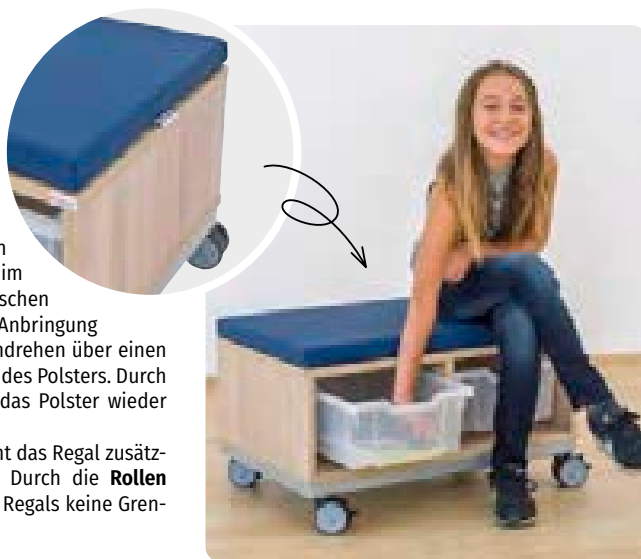 im
schen
Anbringung
ndrehen über einen
des Polsters. Durch
das Polster wieder
nt das Regal zusätz-
Durch die Rollen
Regals keine Gren-